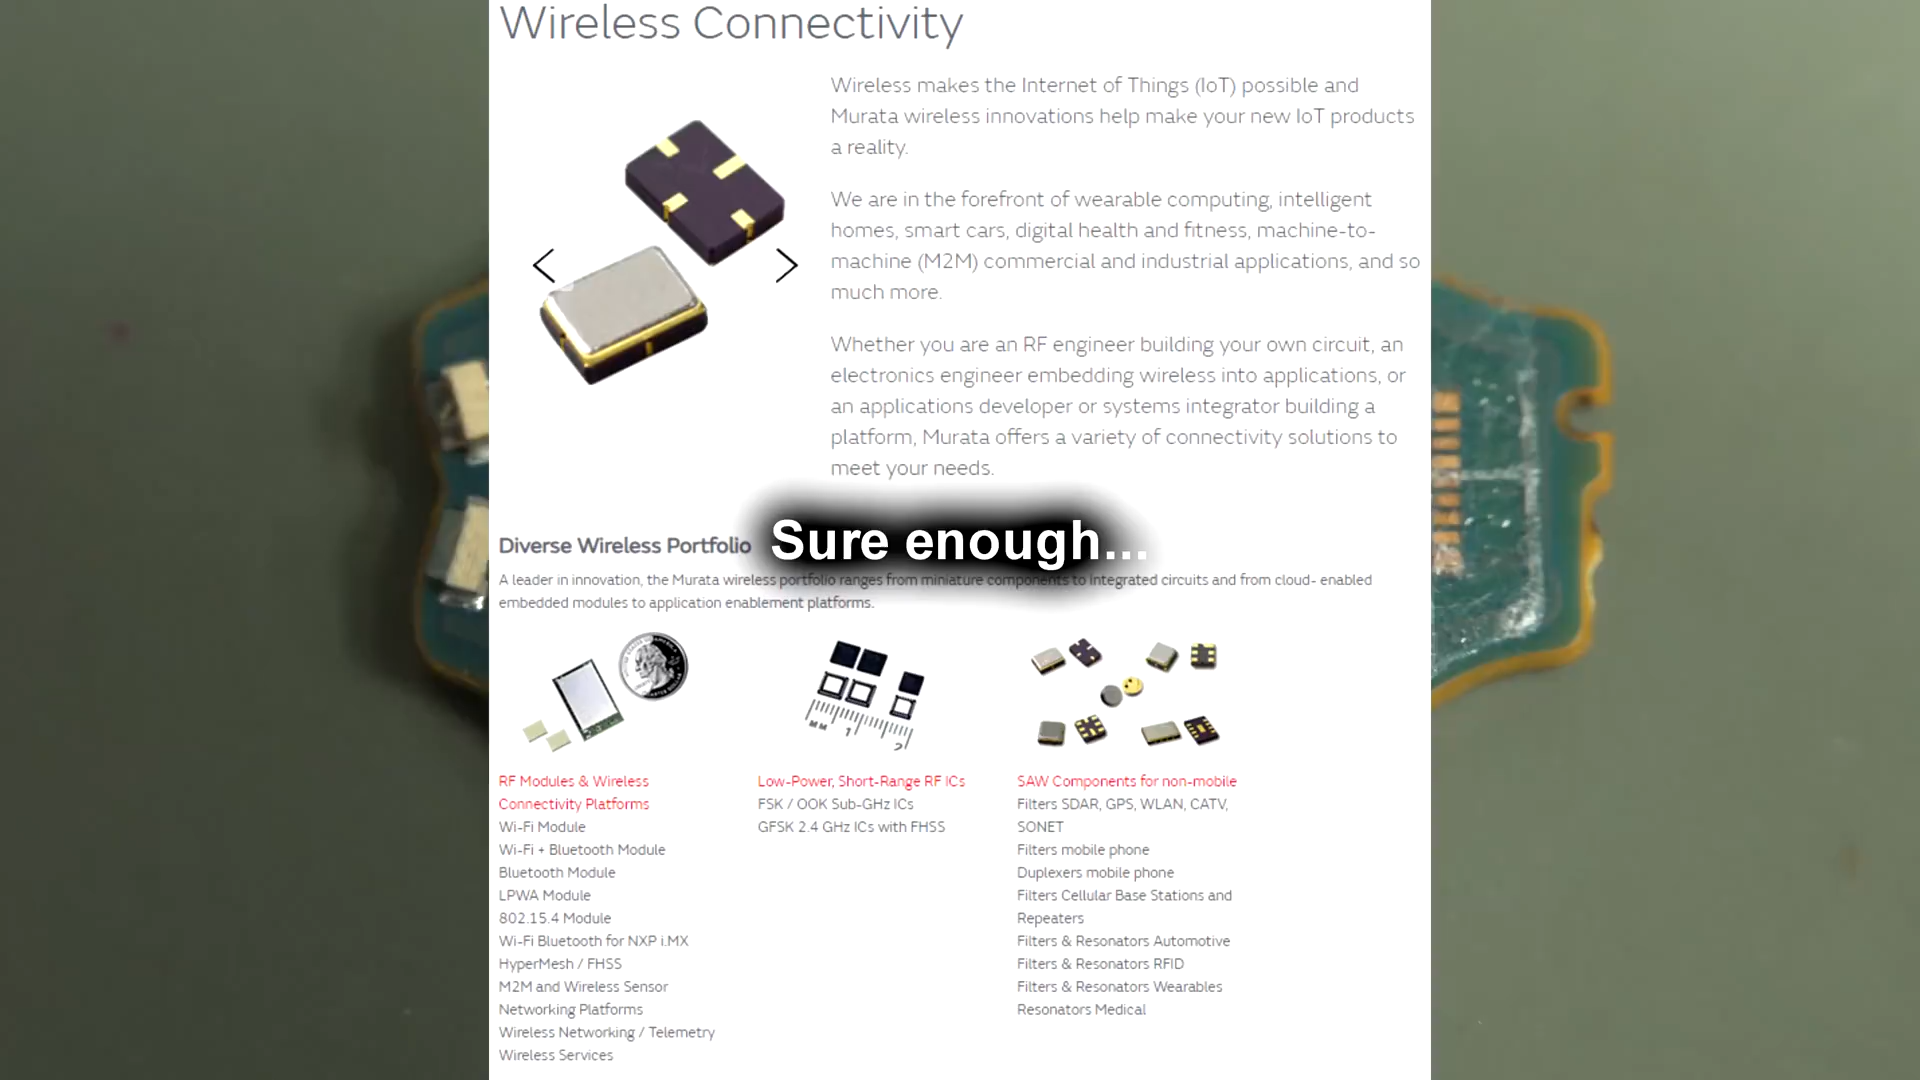 Wireless Connectivity
Wireless makes the Internet of Things (IoT) possible and
Murata wireless innovations help make your new IoT products
a reality.
We are in the forefront of wearable computing, intelligent
homes, smart cars, digital health and fitness, machine-to-
machine (M2M) commercial and industrial applications, and so
much more.
Whether you are an RF engineer building your own circuit, an
electronics engineer embedding wireless into applications, or
an applications developer or systems integrator building a
platform, Murata offers a variety of connectivity solutions to
meet your needs.
Sure enough...
Diverse Wireless Portfolio
A leader in innovation, the Murata wireless portfolio ranges from miniature components to integrated circuits and from cloud- enabled
embedded modules to application enablement platforms.
MM 1 2
RF Modules & Wireless
Connectivity Platforms
Wi-Fi Module
Wi-Fi + Bluetooth Module
Bluetooth Module
LPWA Module
802.15.4 Module
Wi-Fi Bluetooth for NXP i.MX
HyperMesh / FHSS
M2M and Wireless Sensor
Networking Platforms
Wireless Networking / Telemetry
Wireless Services
Low-Power, Short-Range RF ICs
FSK / OOK Sub-GHz ICs
GFSK 2.4 GHz ICs with FHSS
SAW Components for non-mobile
Filters SDAR, GPS, WLAN, CATV,
SONET
Filters mobile phone
Duplexers mobile phone
Filters Cellular Base Stations and
Repeaters
Filters & Resonators Automotive
Filters & Resonators RFID
Filters & Resonators Wearables
Resonators Medical